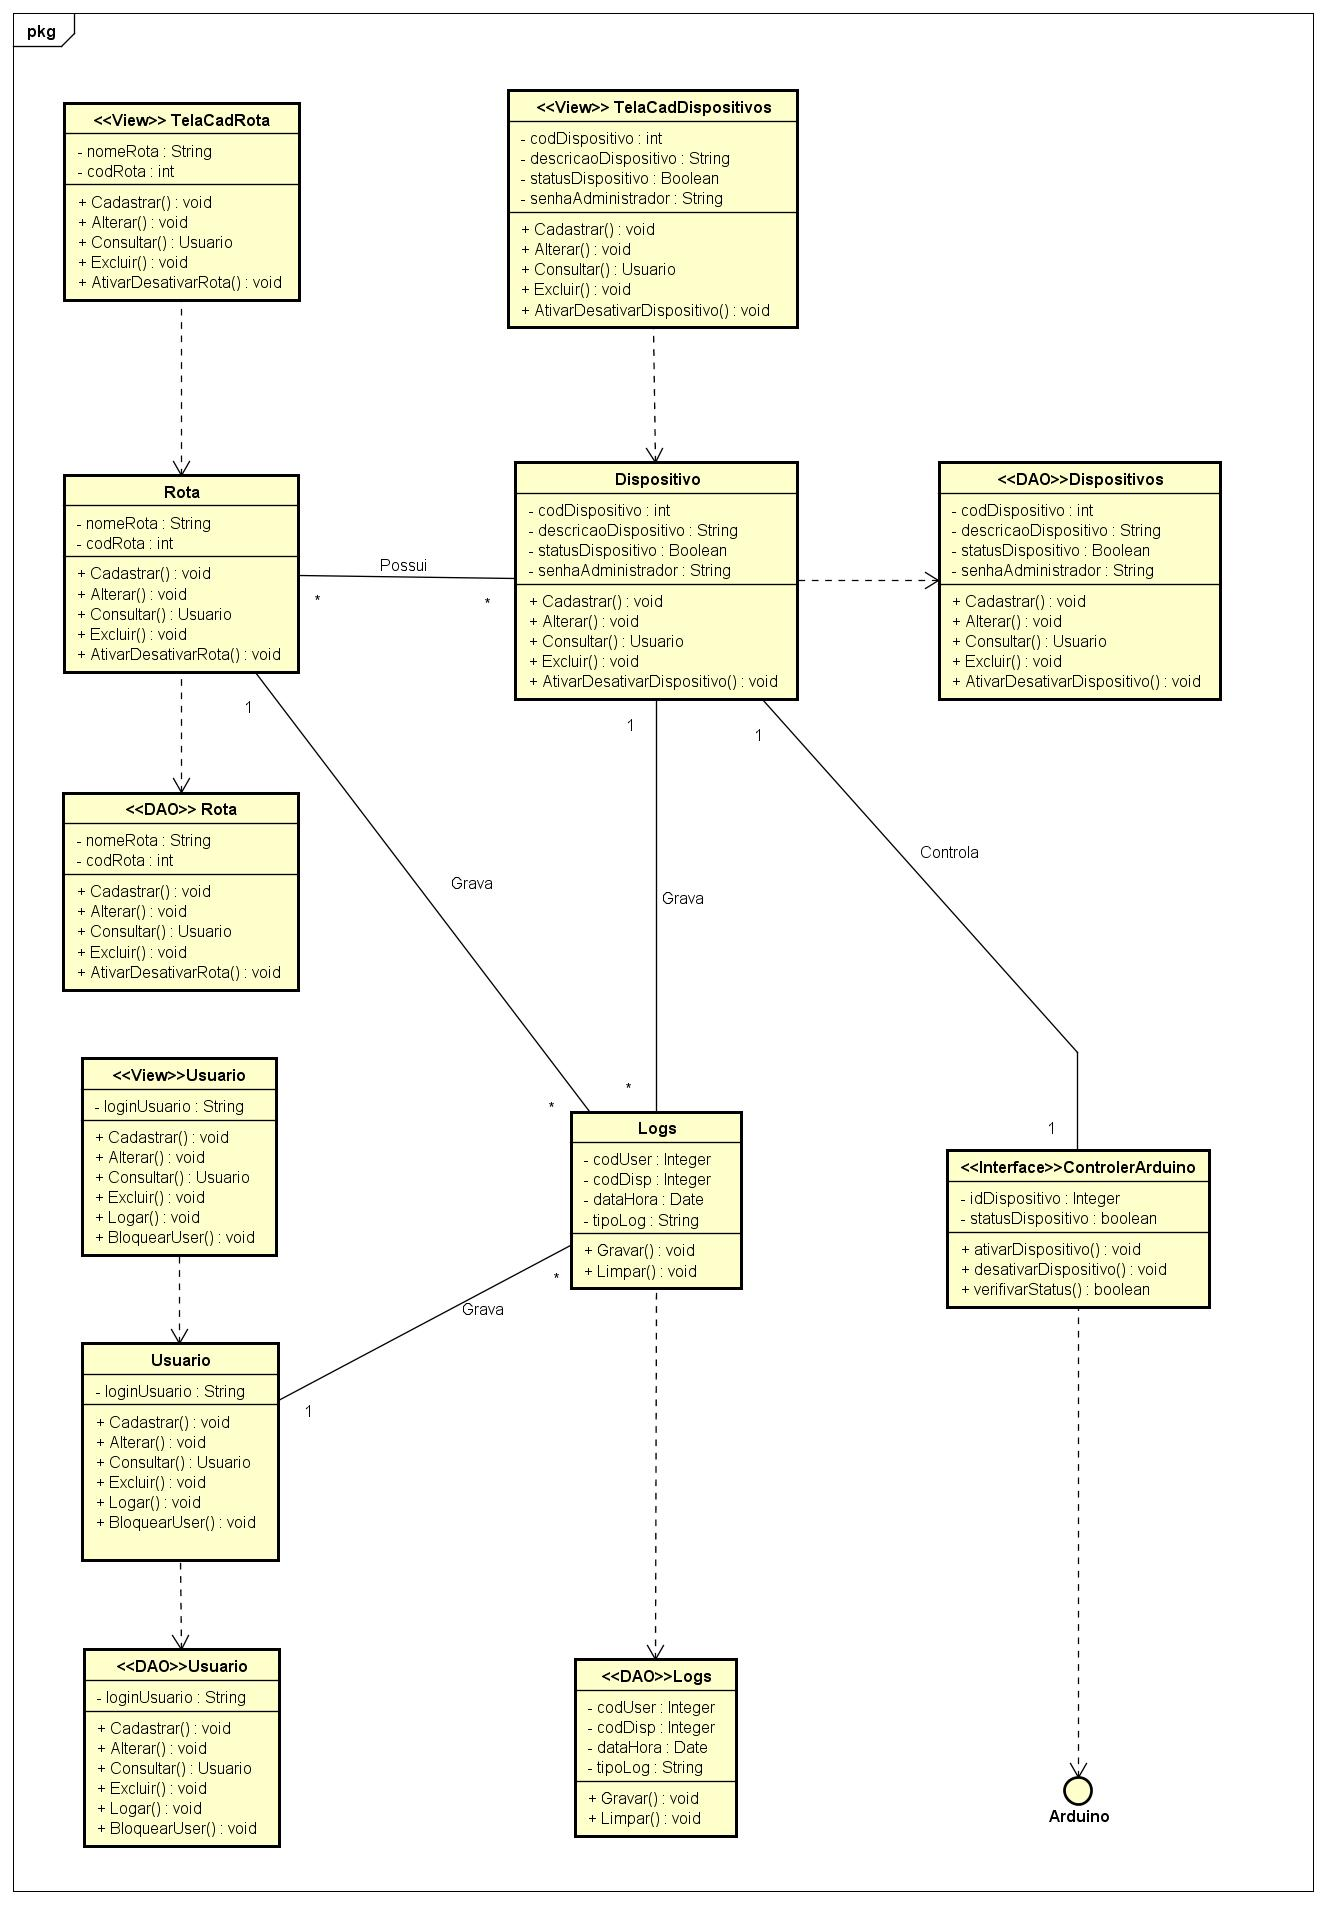 pkg
<<View>> TelaCadRota
- nomeRota : String
- codRota : int
+ Cadastrar() : void
+ Alterar() : void
+ Consultar() : Usuario
+ Excluir() : void
+ AtivarDesativarRota() : void
<<View>> TelaCadDispositivos
- codDispositivo : int
- descricaoDispositivo : String
- statusDispositivo : Boolean
- senhaAdministrador : String
+ Cadastrar() : void
+ Alterar() : void
+ Consultar() : Usuario
+ Excluir() : void
+ AtivarDesativarDispositivo() : void
Rota
- nomeRota : String
- codRota : int
+ Cadastrar() : void
+ Alterar() : void
+ Consultar() : Usuario
+ Excluir() : void
+ AtivarDesativarRota() : void
Possui
*
*
Dispositivo
- codDispositivo : int
- descricaoDispositivo : String
- statusDispositivo : Boolean
- senhaAdministrador : String
+ Cadastrar() : void
+ Alterar() : void
+ Consultar() : Usuario
+ Excluir() : void
+ AtivarDesativarDispositivo() : void
<<DAO>>Dispositivos
- codDispositivo : int
- descricaoDispositivo : String
- statusDispositivo : Boolean
- senhaAdministrador : String
+ Cadastrar() : void
+ Alterar() : void
+ Consultar() : Usuario
+ Excluir() : void
+ AtivarDesativarDispositivo() : void
1
1
1
<<DAO>> Rota
- nomeRota : String
- codRota : int
+ Cadastrar() : void
+ Alterar() : void
+ Consultar() : Usuario
+ Excluir() : void
+ AtivarDesativarRota() : void
Grava
Grava
Controla
*
*
1
<<View>>Usuario
- loginUsuario : String
+ Cadastrar() : void
+ Alterar() : void
+ Consultar() : Usuario
+ Excluir() : void
+ Logar() : void
+ BloquearUser() : void
Logs
- codUser : Integer
- codDisp : Integer
- dataHora : Date
- tipoLog : String
+ Gravar() : void
+ Limpar() : void
<<Interface>>ControlerArduino
- idDispositivo : Integer
- statusDispositivo : boolean
+ ativarDispositivo() : void
+ desativarDispositivo() : void
+ verifivarStatus() : boolean
*
Grava
1
Usuario
- loginUsuario : String
+ Cadastrar() : void
+ Alterar() : void
+ Consultar() : Usuario
+ Excluir() : void
+ Logar() : void
+ BloquearUser() : void
<<DAO>>Usuario
- loginUsuario : String
+ Cadastrar() : void
+ Alterar() : void
+ Consultar() : Usuario
+ Excluir() : void
+ Logar() : void
+ BloquearUser() : void
<<DAO>>Logs
- codUser : Integer
- codDisp : Integer
- dataHora : Date
- tipoLog : String
+ Gravar() : void
+ Limpar() : void
Arduino